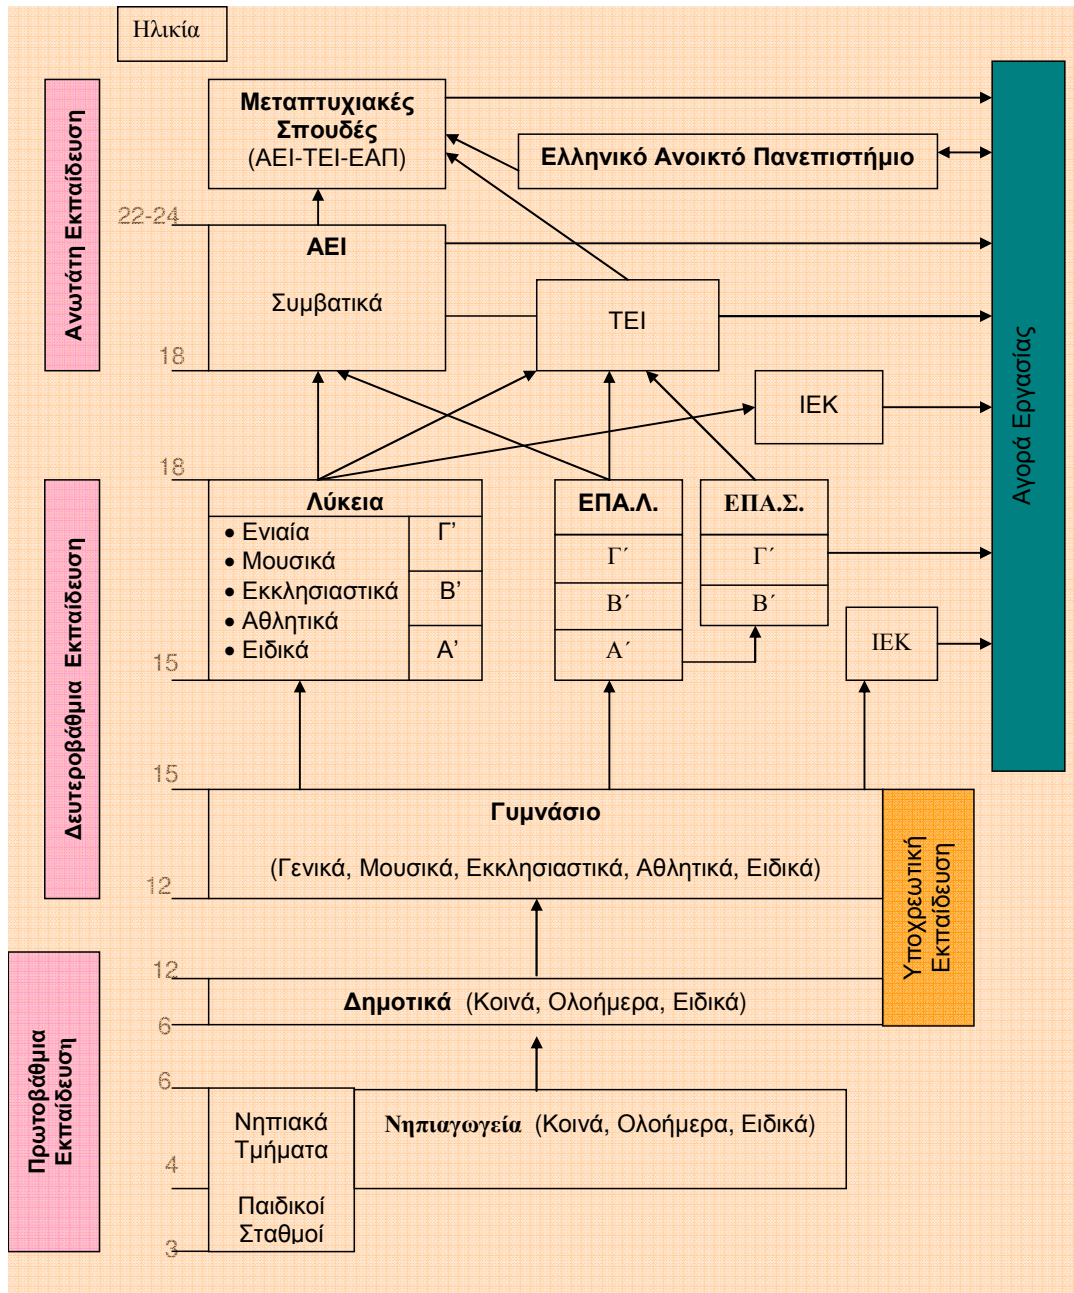 Ηλικία
Ανωτάτη Εκπαίδευση
Μεταπτυχιακές
Σπουδές
(ΑΕΙ-ΤΕΙ-ΕΑΠ)
Ελληνικό Ανοικτό Πανεπιστήμιο
22-24
ΑΕΙ
Συμβατικά
ΤΕΙ
18
ΙΕΚ
Αγορά Εργασίας
18
Δευτεροβάθμια Εκπαίδευση
Λύκεια
• Ενιαία
• Μουσικά
• Εκκλησιαστικά
• Αθλητικά
• Ειδικά
Γ’
Β’
Α’
ΕΠΑ.Λ.
Γ΄
Β΄
Α΄
ΕΠΑ.Σ.
Γ΄
Β΄
ΙΕΚ
15
15
Γυμνάσιο
(Γενικά, Μουσικά, Εκκλησιαστικά, Αθλητικά, Ειδικά)
12
Υποχρεωτική
Εκπαίδευση
12
Δημοτικά (Κοινά, Ολοήμερα, Ειδικά)
6
Πρωτοβάθμια
Εκπαίδευση
6
Νηπιακά
Τμήματα
Παιδικοί
Σταθμοί
Νηπιαγωγεία (Κοινά, Ολοήμερα, Ειδικά)
4
3